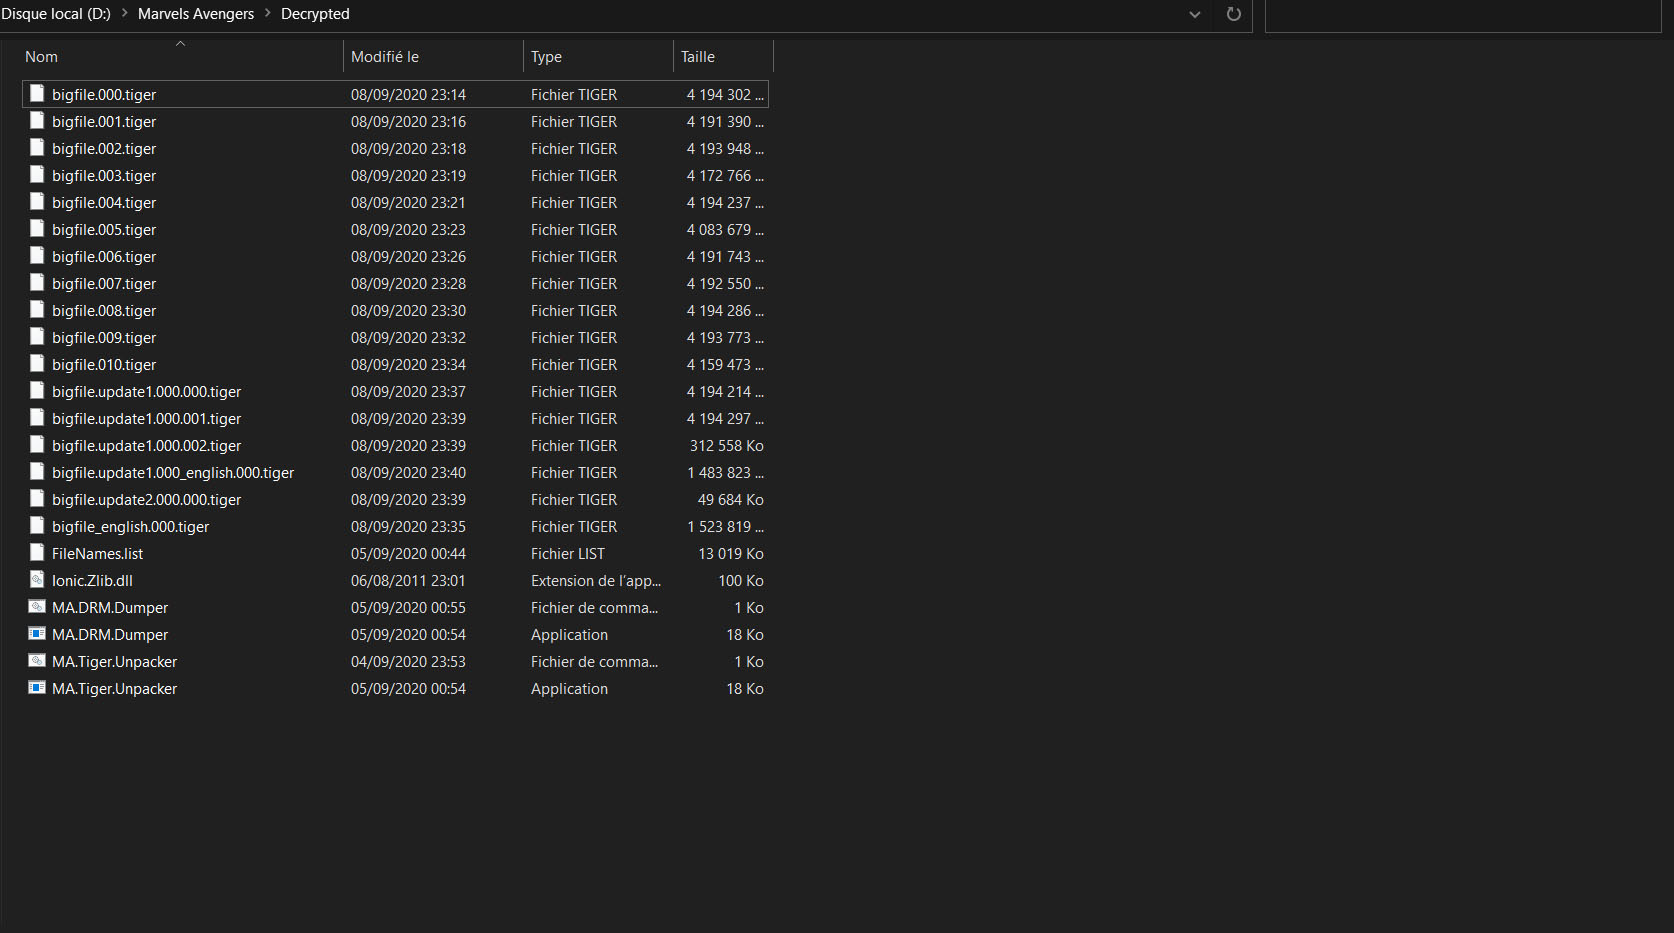 Disque local (D:) > Marvels Avengers > Decrypted
Nom Modifié le Type Taille
bigfile.000.tiger 08/09/2020 23:14 Fichier TIGER 4 194 302 ...
bigfile.001.tiger 08/09/2020 23:16 Fichier TIGER 4 191 390 ...
bigfile.002.tiger 08/09/2020 23:18 Fichier TIGER 4 193 948 ...
bigfile.003.tiger 08/09/2020 23:19 Fichier TIGER 4 172 766 ...
bigfile.004.tiger 08/09/2020 23:21 Fichier TIGER 4 194 237 ...
bigfile.005.tiger 08/09/2020 23:23 Fichier TIGER 4 083 679 ...
bigfile.006.tiger 08/09/2020 23:26 Fichier TIGER 4 191 743 ...
bigfile.007.tiger 08/09/2020 23:28 Fichier TIGER 4 192 550 ...
bigfile.008.tiger 08/09/2020 23:30 Fichier TIGER 4 194 286 ...
bigfile.009.tiger 08/09/2020 23:32 Fichier TIGER 4 193 773 ...
bigfile.010.tiger 08/09/2020 23:34 Fichier TIGER 4 159 473 ...
bigfile.update1.000.000.tiger 08/09/2020 23:37 Fichier TIGER 4 194 214 ...
bigfile.update1.000.001.tiger 08/09/2020 23:39 Fichier TIGER 4 194 297 ...
bigfile.update1.000.002.tiger 08/09/2020 23:39 Fichier TIGER 312 558 Ko
bigfile.update1.000_english.000.tiger 08/09/2020 23:40 Fichier TIGER 1 483 823 ...
bigfile.update2.000.000.tiger 08/09/2020 23:39 Fichier TIGER 49 684 Ko
bigfile_english.000.tiger 08/09/2020 23:35 Fichier TIGER 1 523 819 ...
FileNames.list 05/09/2020 00:44 Fichier LIST 13 019 Ko
Ionic.Zlib.dll 06/08/2011 23:01 Extension de l'app... 100 Ko
MA.DRM.Dumper 05/09/2020 00:55 Fichier de comma... 1 Ko
MA.DRM.Dumper 05/09/2020 00:54 Application 18 Ko
MA.Tiger.Unpacker 04/09/2020 23:53 Fichier de comma... 1 Ko
MA.Tiger.Unpacker 05/09/2020 00:54 Application 18 Ko